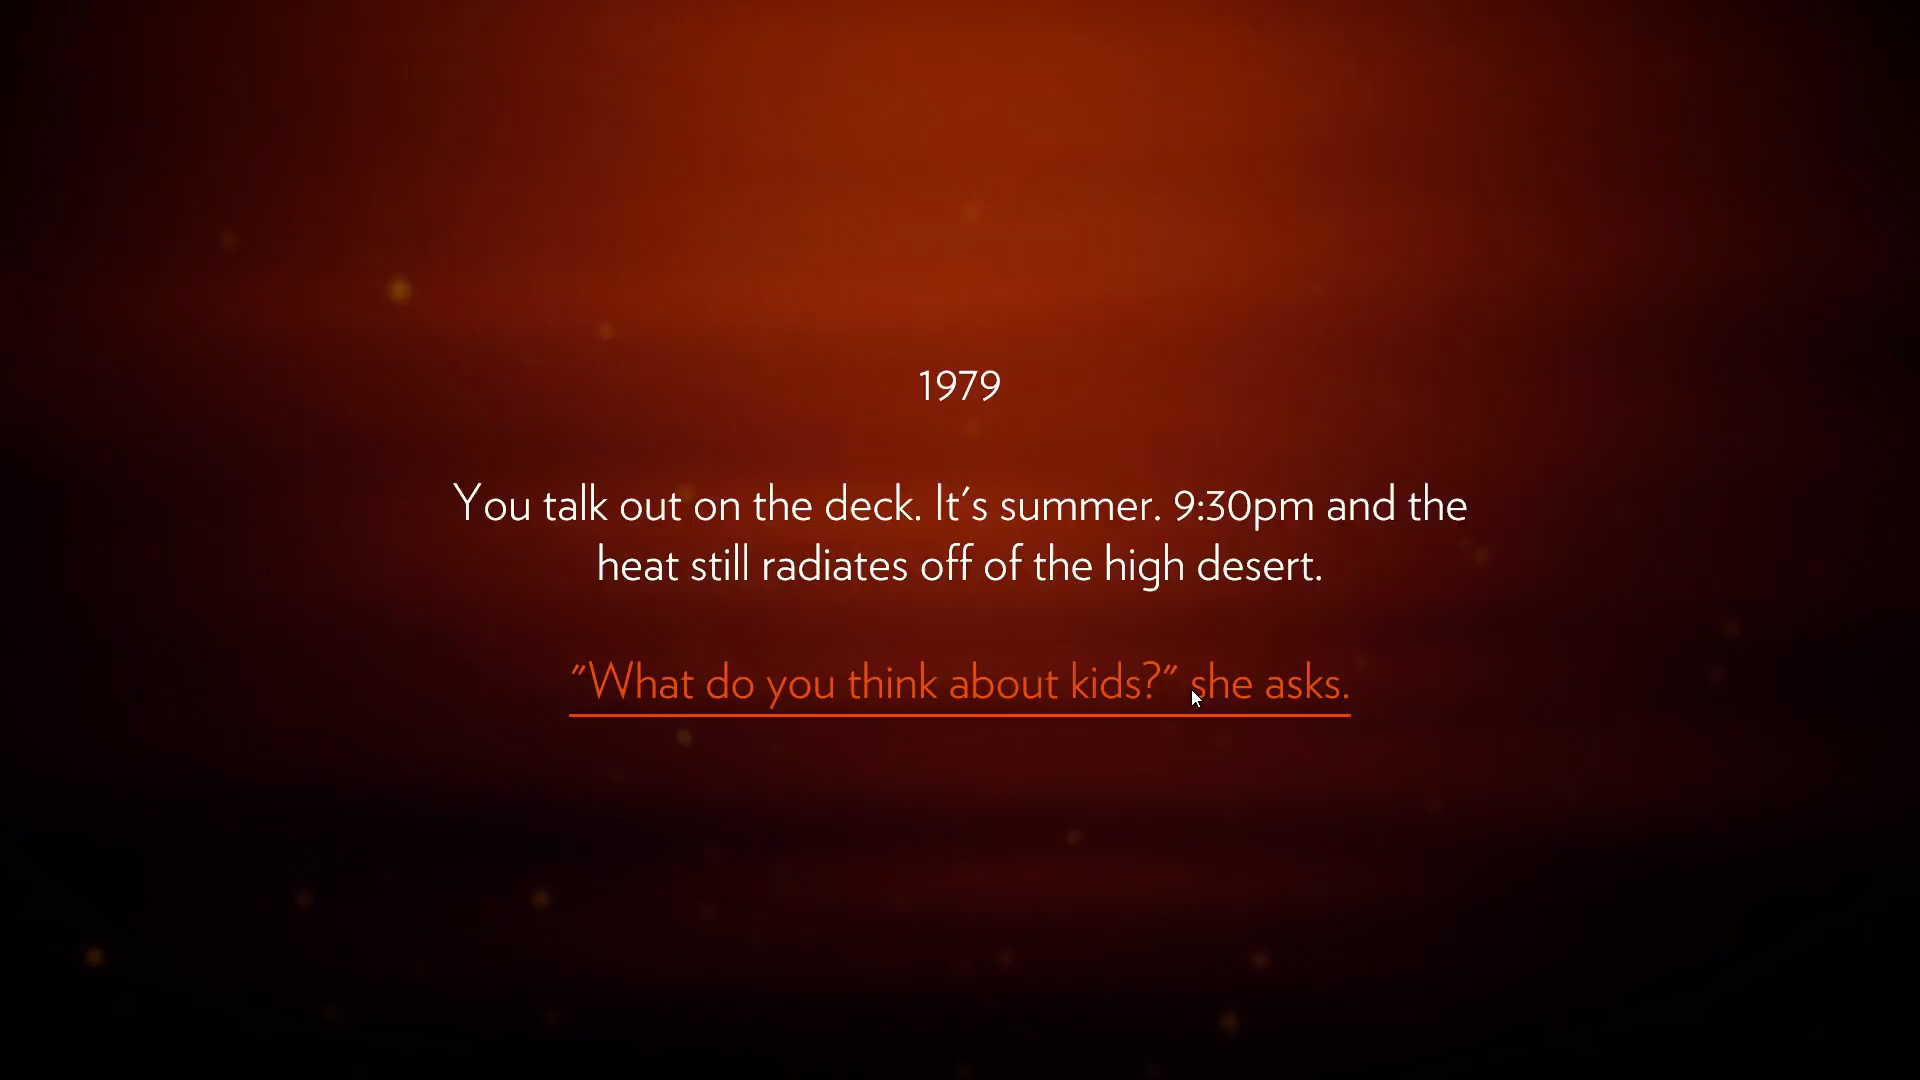 1979
You talk out on the deck. It's summer. 9:30pm and the
heat still radiates off of the high desert.
"What do you think about kids?" she asks.